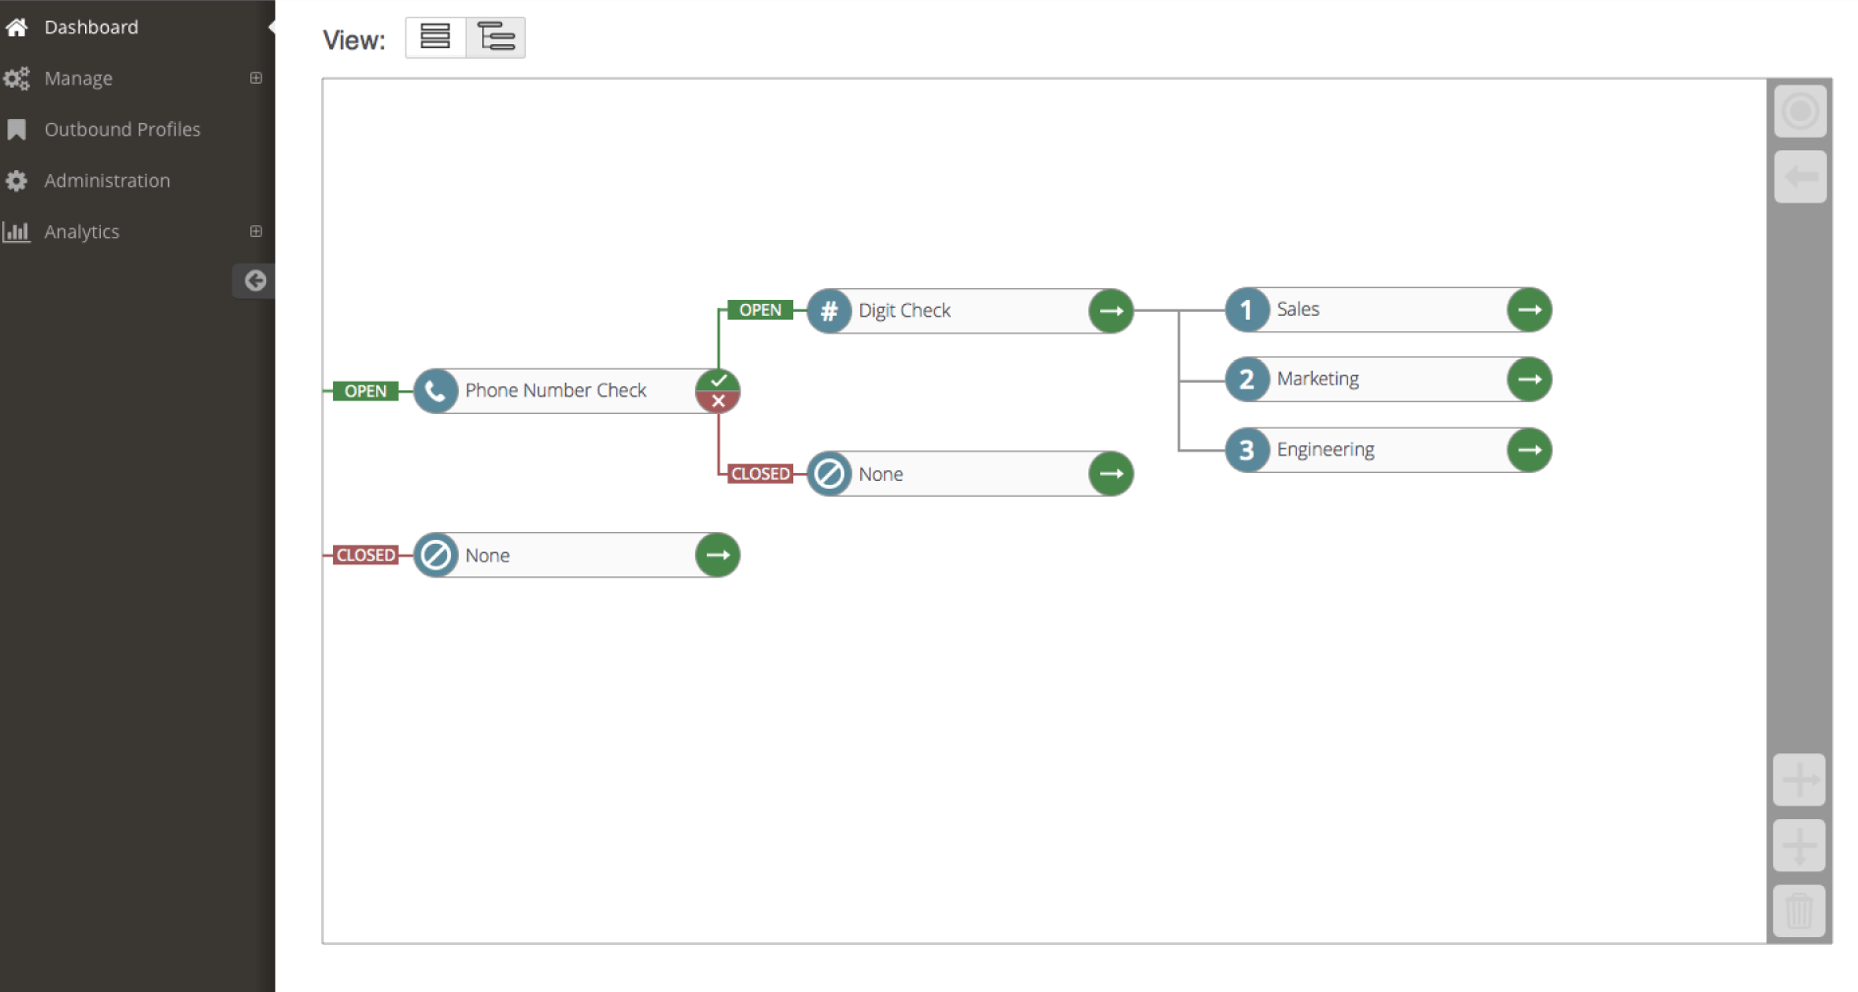 Dashboard
Manage
Outbound Profiles
Administration
Analytics
View:
OPEN
Phone Number Check
OPEN
# Digit Check
1 Sales
2 Marketing
3 Engineering
CLOSED
None
CLOSED
None